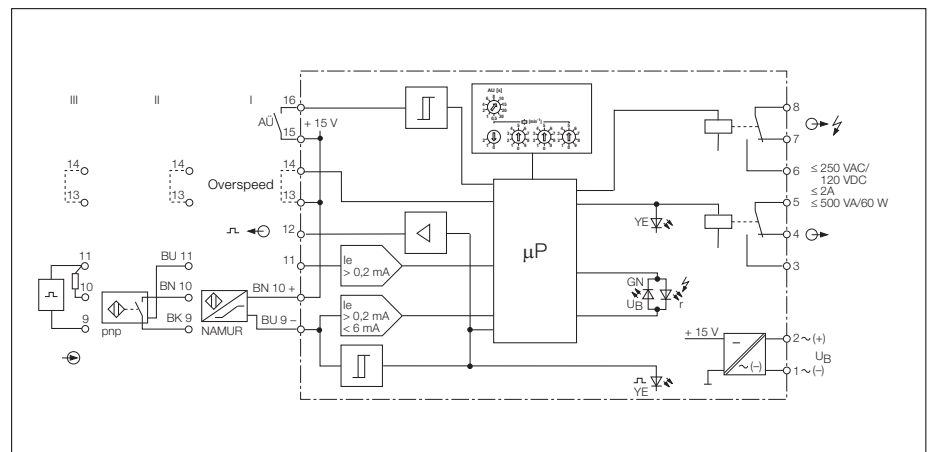 III II I
AÜ
16
15
+ 15 V
14
13
14
13
Overspeed
14
13
12
11
11
10
9
pnp
BU 11
BN 10
BK 9
NAMUR
BN 10 +
BU 9 –
Ie
> 0,2 mA
Ie
> 0,2 mA
< 6 mA
AU [s]
[min⁻¹]
µP
YE
GN
UB
r
YE
+ 15 V
–
~ (–)
8
7
6
5
4
3
≤ 250 VAC/
120 VDC
≤ 2A
≤ 500 VA/60 W
2 ~ (+)
UB
1 ~ (–)